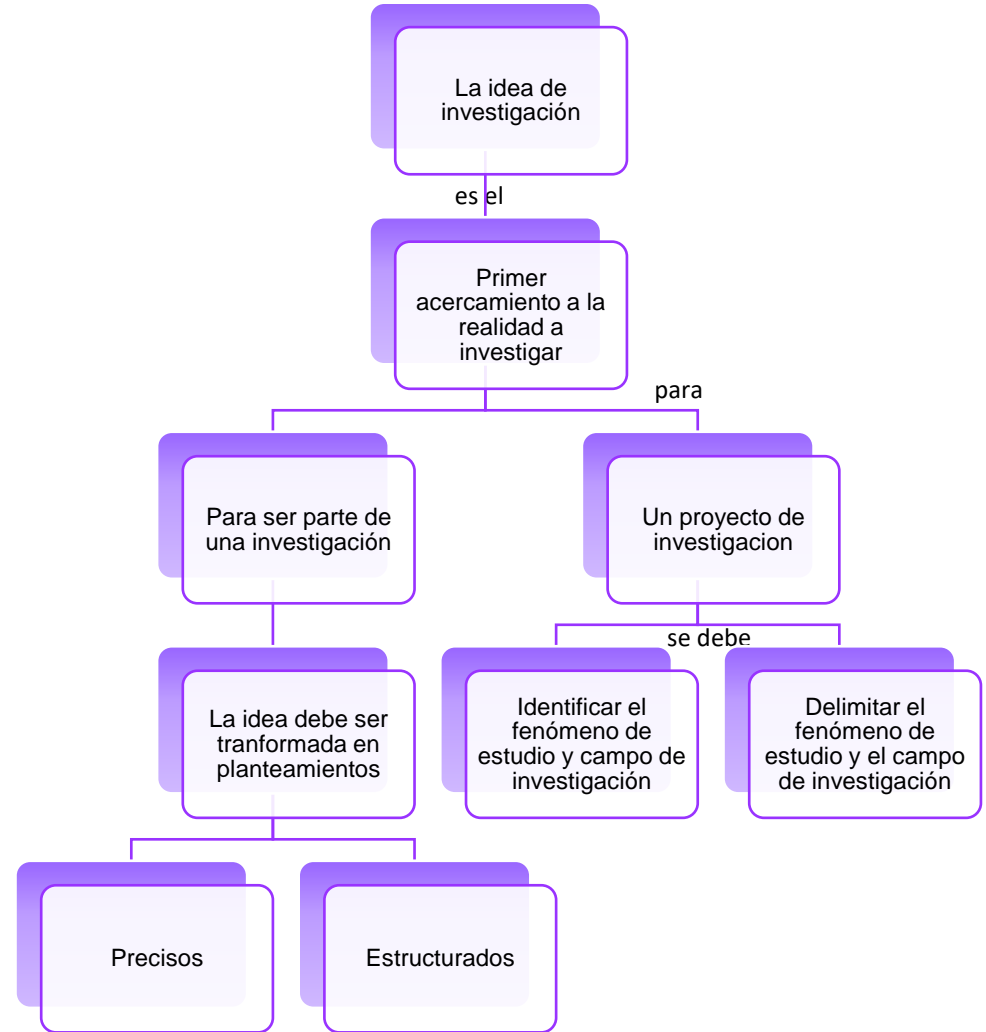 La idea de
investigación
es el
Primer
acercamiento a la
realidad a
investigar
para
Para ser parte de
una investigación
Un proyecto de
investigacion
se debe
La idea debe ser
tranformada en
planteamientos
Identificar el
fenómeno de
estudio y campo de
investigación
Delimitar el
fenómeno de
estudio y el campo
de investigación
Precisos
Estructurados